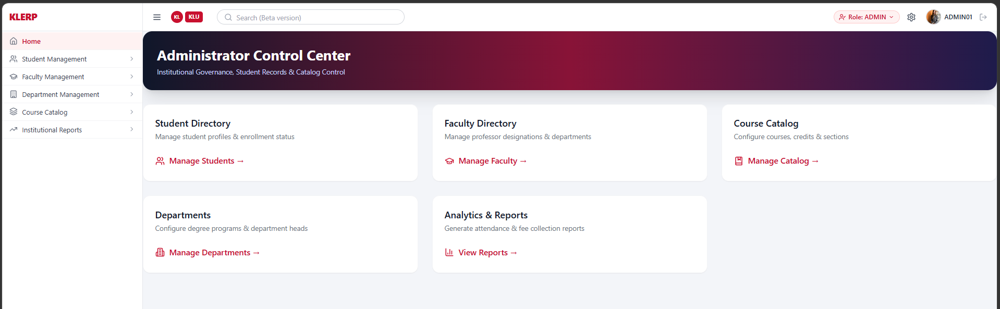 KLERP
KL KLU
Search (Beta version)
Role: ADMIN
ADMIN01
Home
Student Management
Faculty Management
Department Management
Course Catalog
Institutional Reports
Administrator Control Center
Institutional Governance, Student Records & Catalog Control
Student Directory
Manage student profiles & enrollment status
Manage Students →
Faculty Directory
Manage professor designations & departments
Manage Faculty →
Course Catalog
Configure courses, credits & sections
Manage Catalog →
Departments
Configure degree programs & department heads
Manage Departments →
Analytics & Reports
Generate attendance & fee collection reports
View Reports →